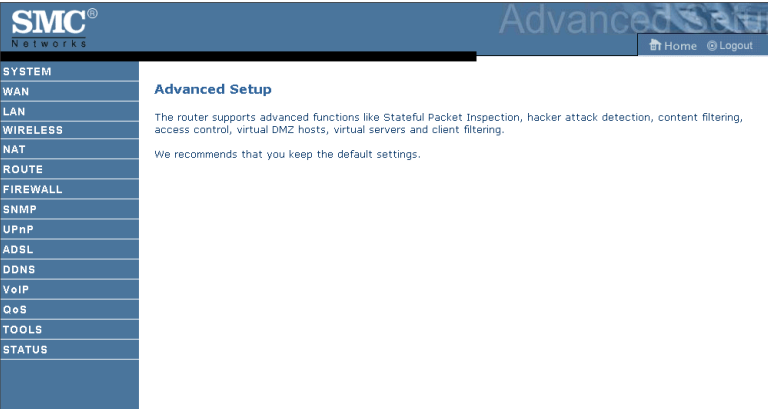 SMC®
Networks
Advanced Setup
Home Logout
SYSTEM
WAN
LAN
WIRELESS
NAT
ROUTE
FIREWALL
SNMP
UPnP
ADSL
DDNS
VoIP
QoS
TOOLS
STATUS
Advanced Setup
The router supports advanced functions like Stateful Packet Inspection, hacker attack detection, content filtering,
access control, virtual DMZ hosts, virtual servers and client filtering.
We recommends that you keep the default settings.